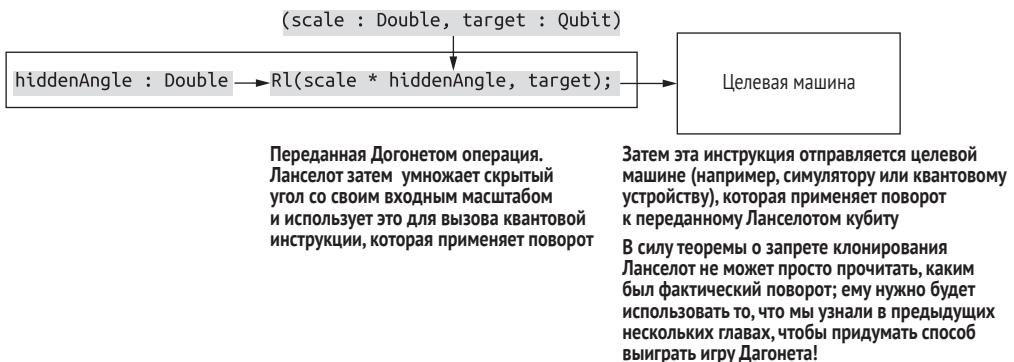 (scale : Double, target : Qubit)
hiddenAngle : Double
Rl(scale * hiddenAngle, target);
Целевая машина
Переданная Догонетом операция.
Ланселот затем умножает скрытый
угол со своим входным масштабом
и использует это для вызова квантовой
инструкции, которая применяет поворот
Затем эта инструкция отправляется целевой
машине (например, симулятору или квантовому
устройству), которая применяет поворот
к переданному Ланселотом кубиту
В силу теоремы о запрете клонирования
Ланселот не может просто прочитать, каким
был фактический поворот; ему нужно будет
использовать то, что мы узнали в предыдущих
нескольких главах, чтобы придумать способ
выиграть игру Дагонета!